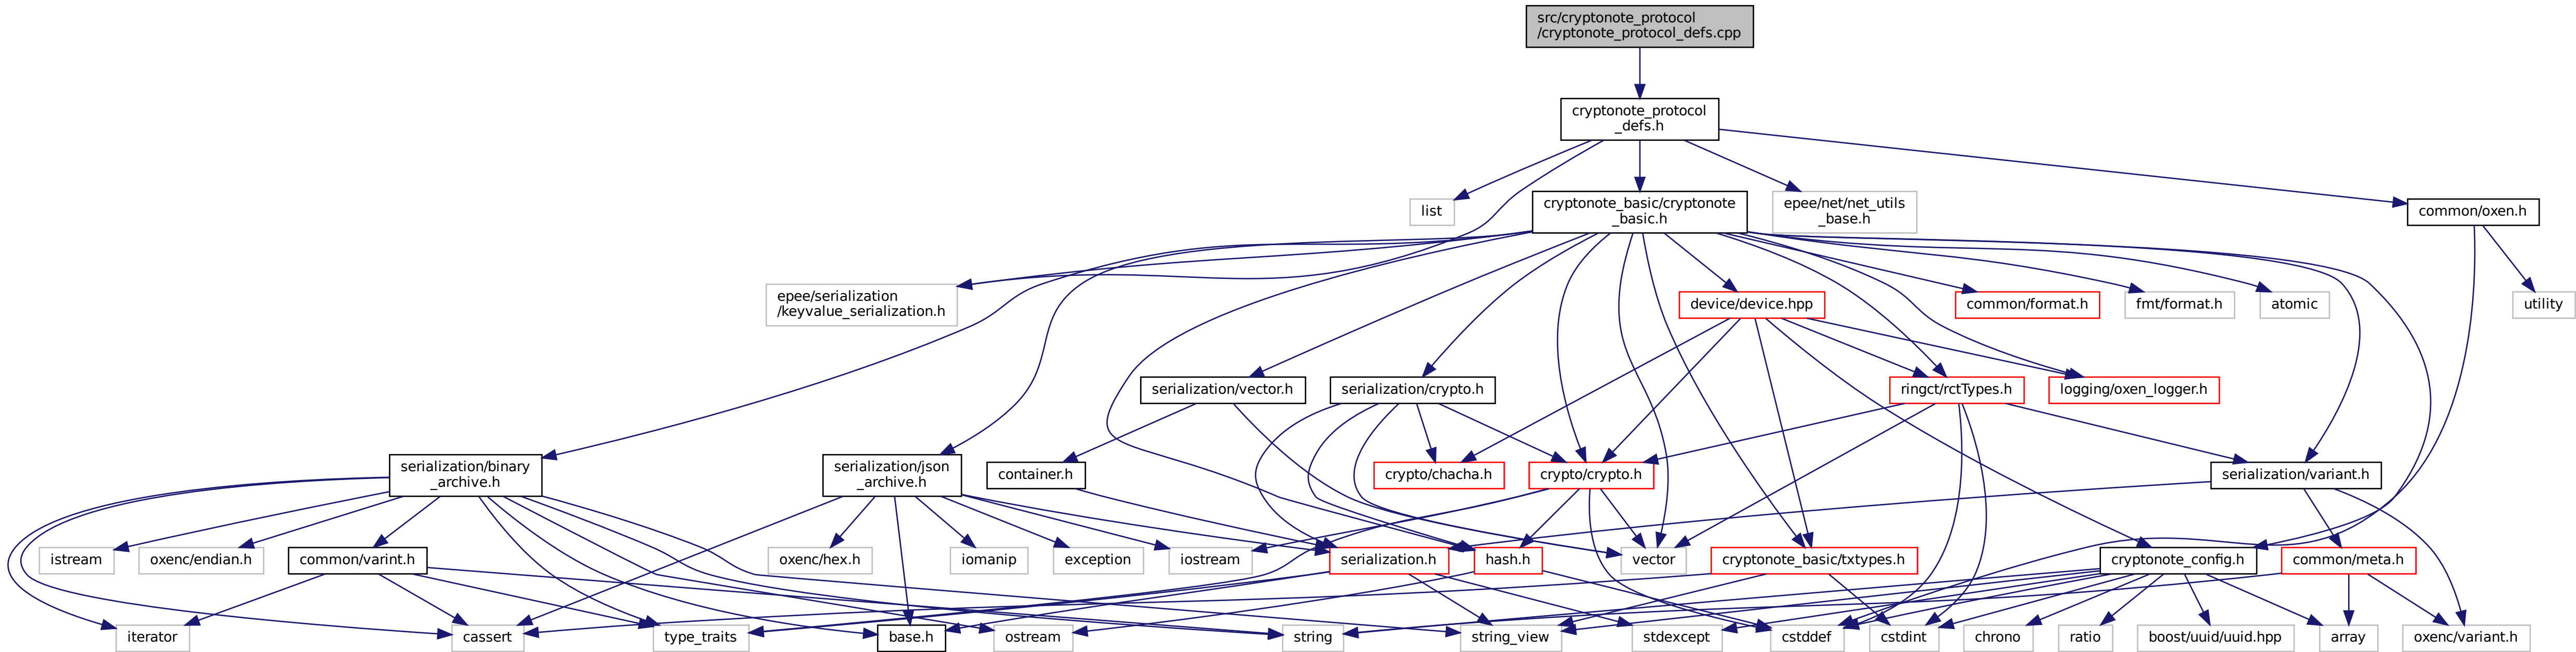 src/cryptonote_protocol
/cryptonote_protocol_defs.cpp
cryptonote_protocol
_defs.h
list
cryptonote_basic/cryptonote
_basic.h
epee/net/net_utils
_base.h
common/oxen.h
epee/serialization
/keyvalue_serialization.h
device/device.hpp
common/format.h
fmt/format.h
atomic
utility
serialization/vector.h
serialization/crypto.h
ringct/rctTypes.h
logging/oxen_logger.h
serialization/binary
_archive.h
serialization/json
_archive.h
container.h
crypto/chacha.h
crypto/crypto.h
serialization/variant.h
istream
oxenc/endian.h
common/varint.h
oxenc/hex.h
iomanip
exception
iostream
serialization.h
hash.h
vector
cryptonote_basic/txtypes.h
cryptonote_config.h
common/meta.h
iterator
cassert
type_traits
base.h
ostream
string
string_view
stdexcept
cstddef
cstdint
chrono
ratio
boost/uuid/uuid.hpp
array
oxenc/variant.h